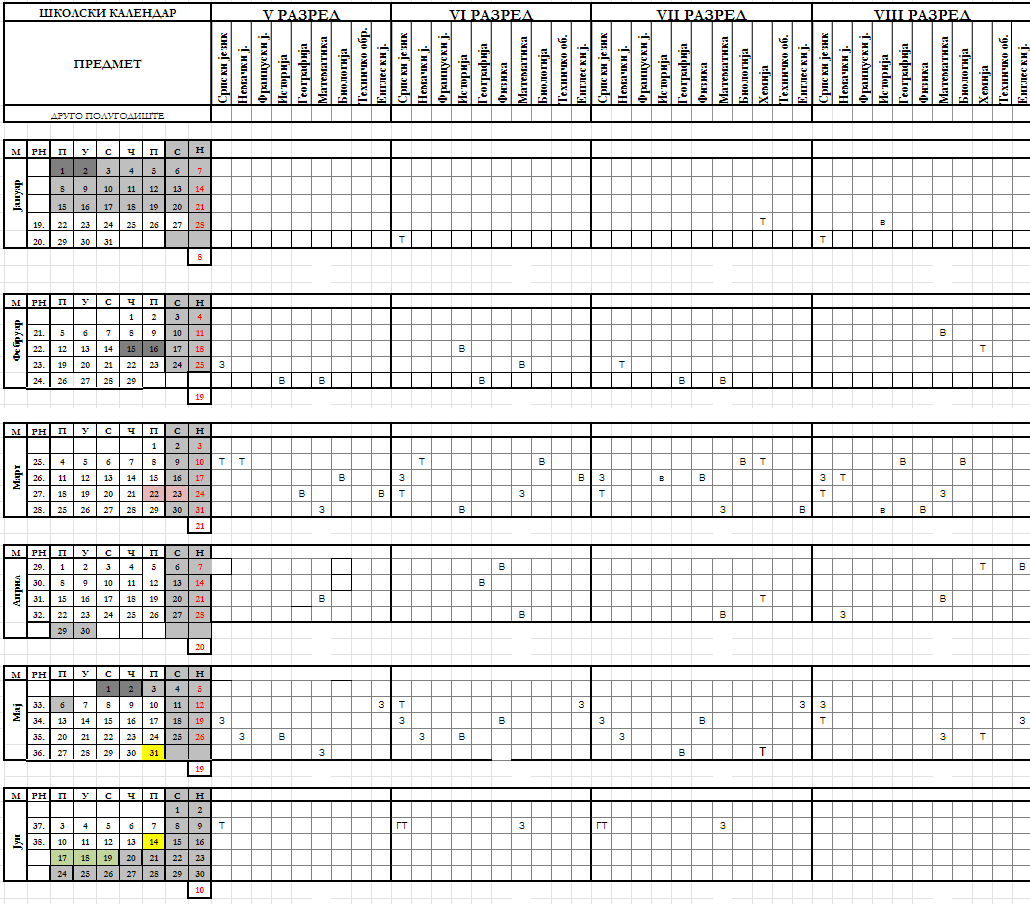 ШКОЛСКИ КАЛЕНДАР V РАЗРЕД VI РАЗРЕД VII РАЗРЕД VIII РАЗРЕД
ПРЕДМЕТ Српски језик Немачки ј. Француски ј. Историја Географија Математика Биологија Техничко обр. Енглески ј. Српски језик Немачки ј. Француски ј. Историја Географија Физика Математика Биологија Техничко об. Енглески ј. Српски језик Немачки ј. Француски ј. Историја Географија Физика Математика Биологија Хемија Техничко об. Енглески ј. Српски језик Немачки ј. Француски ј. Историја Географија Физика Математика Биологија Хемија Техничко об. Енглески ј.
ДРУГО ПОЛУГОДИШТЕ
М РН П У С Ч П С Н
Јануар
1 2 3 4 5 6 7
8 9 10 11 12 13 14
15 16 17 18 19 20 21
19. 22 23 24 25 26 27 28 Т в
20. 29 30 31 Т Т
8
М РН П У С Ч П С Н
Фебруар
1 2 3 4
21. 5 6 7 8 9 10 11 В
22. 12 13 14 15 16 17 18 В Т
23. 19 20 21 22 23 24 25 З В Т
24. 26 27 28 29 В В В В В
19
М РН П У С Ч П С Н
Март
1 2 3
25. 4 5 6 7 8 9 10 Т Т Т В В Т В В
26. 11 12 13 14 15 16 17 В З В З в В З Т
27. 18 19 20 21 22 23 24 В В Т З Т Т З
28. 25 26 27 28 29 30 31 З В З В в В
21
М РН П У С Ч П С Н
Април
29. 1 2 3 4 5 6 7 В Т В
30. 8 9 10 11 12 13 14 В
31. 15 16 17 18 19 20 21 В Т В
32. 22 23 24 25 26 27 28 В В З
29 30
20
М РН П У С Ч П С Н
Мај
1 2 3 4 5
33. 6 7 8 9 10 11 12 З Т З З З
34. 13 14 15 16 17 18 19 З З В З В Т З
35. 20 21 22 23 24 25 26 З В З В З З Т
36. 27 28 29 30 31 З В Т
19
М РН П У С Ч П С Н
Јун
1 2
37. 3 4 5 6 7 8 9 Т ГТ З ГТ З
38. 10 11 12 13 14 15 16
17 18 19 20 21 22 23
24 25 26 27 28 29 30
10